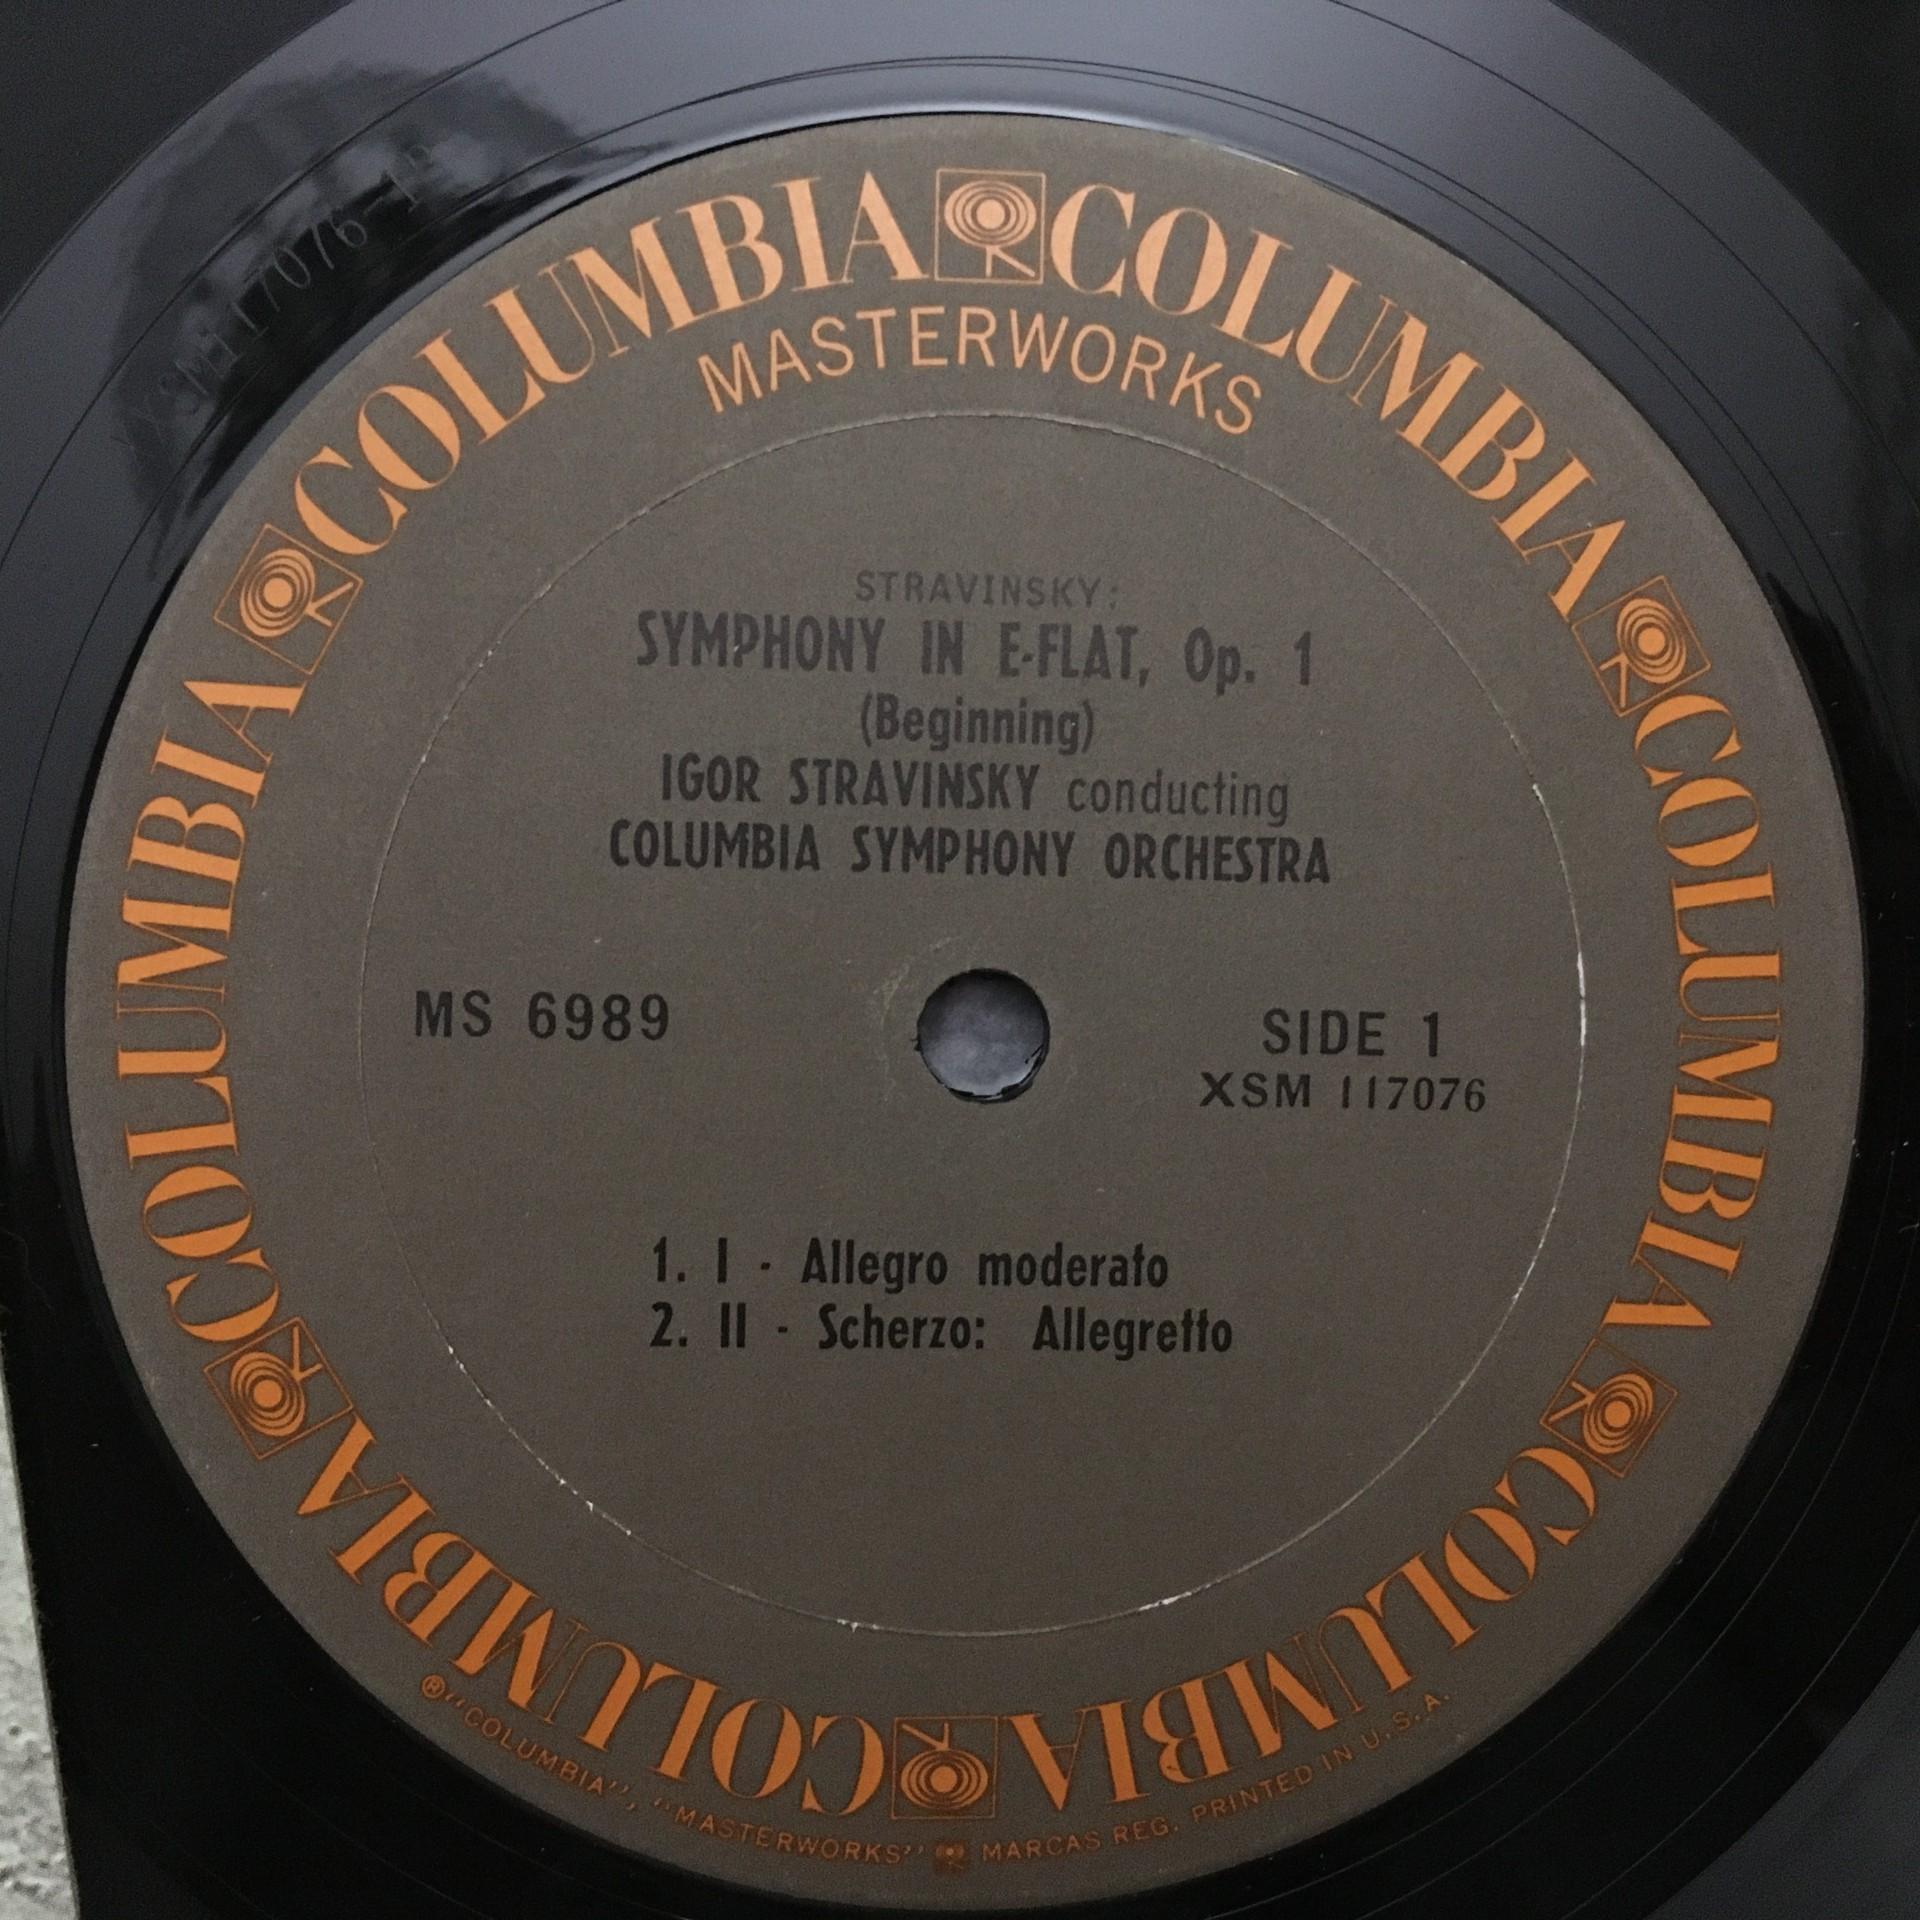 XSM117076-1B
COLUMBIA COLUMBIA COLUMBIA COLUMBIA COLUMBIA COLUMBIA
MASTERWORKS
STRAVINSKY:
SYMPHONY IN E-FLAT, Op. 1
(Beginning)
IGOR STRAVINSKY conducting
COLUMBIA SYMPHONY ORCHESTRA
MS 6989
SIDE 1
XSM 117076
1. I - Allegro moderato
2. II - Scherzo: Allegretto
® "COLUMBIA", "MASTERWORKS" MARCAS REG. PRINTED IN U.S.A.